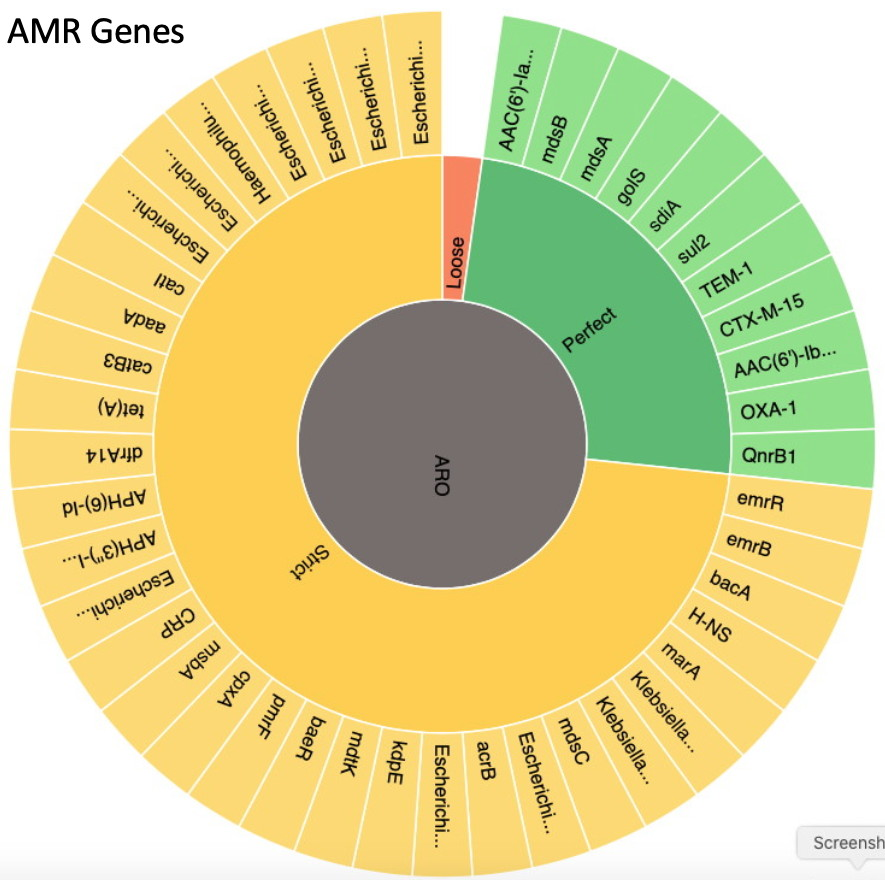 AMR Genes
AAC(6')-Ia...
mdsB
mdsA
golS
sdiA
sul2
TEM-1
CTX-M-15
AAC(6')-Ib...
OXA-1
QnrB1
emrR
emrB
bacA
H-NS
marA
Klebsiella...
Klebsiella...
mdsC
Escherichi...
acrB
Escherichi...
kdpE
mdtK
baeR
pmrF
cpxA
msbA
CRP
Escherichi...
APH(3'')-I...
APH(6)-Id
dfrA14
tet(A)
catB3
aadA
catI
Escherichi...
Escherichi...
Haemophilu...
Escherichi...
Escherichi...
Escherichi...
Escherichi...
Loose
Perfect
Strict
ARO
Screensh